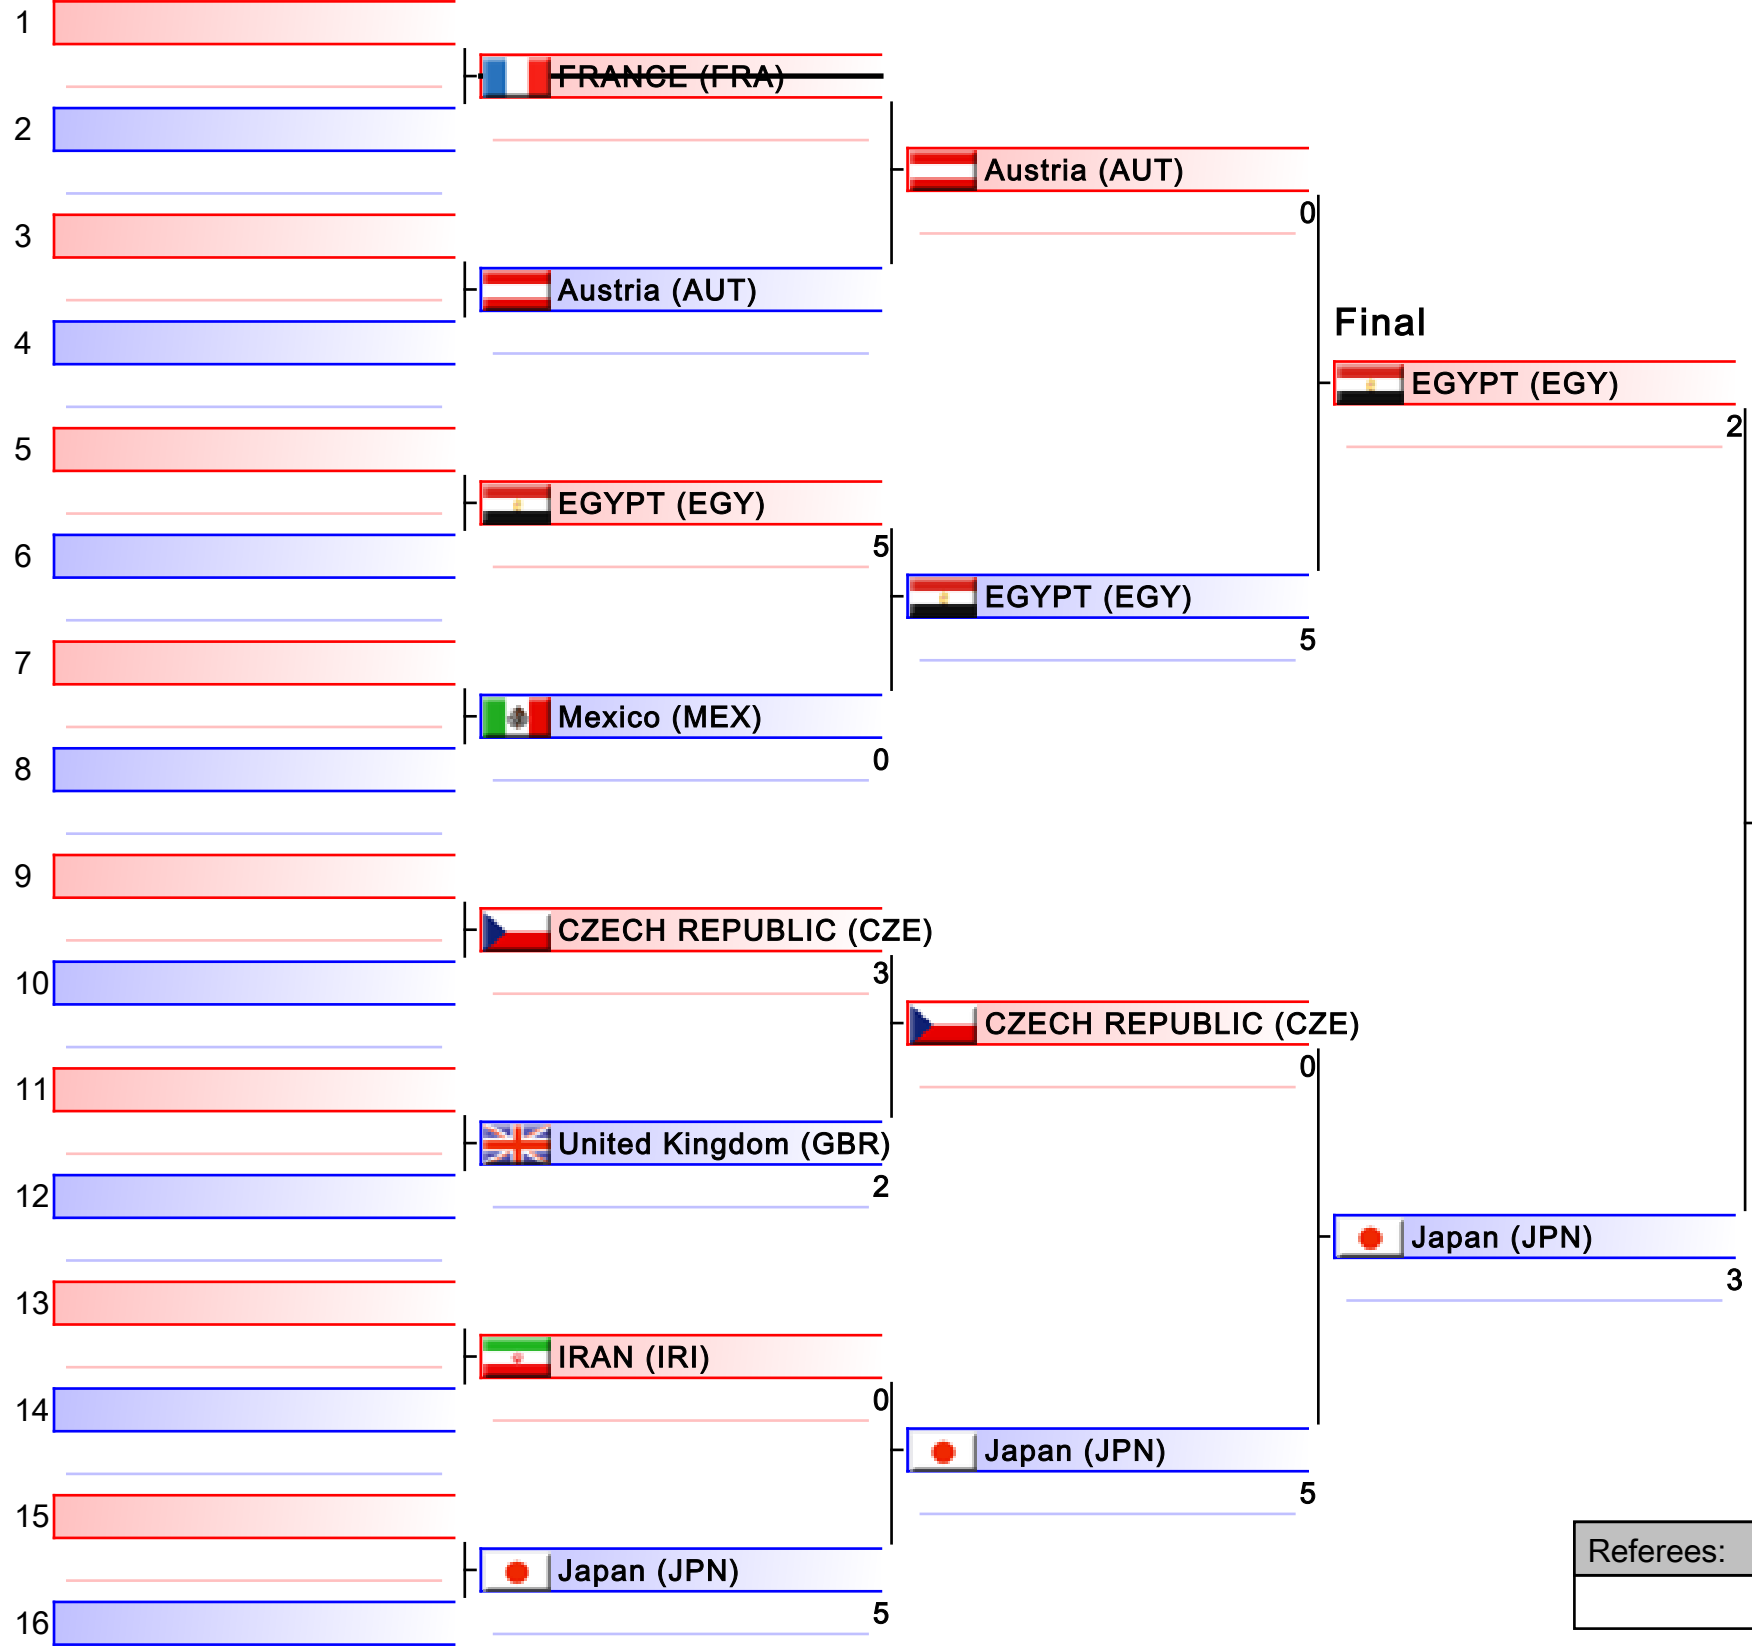 1
FRANCE (FRA)
2
Austria (AUT)
0
3
Austria (AUT)
Final
4
EGYPT (EGY)
2
5
EGYPT (EGY)
5
6
EGYPT (EGY)
5
7
Mexico (MEX)
0
8
9
CZECH REPUBLIC (CZE)
3
10
CZECH REPUBLIC (CZE)
0
11
United Kingdom (GBR)
2
12
Japan (JPN)
3
13
IRAN (IRI)
0
14
Japan (JPN)
5
15
Referees:
Japan (JPN)
5
16